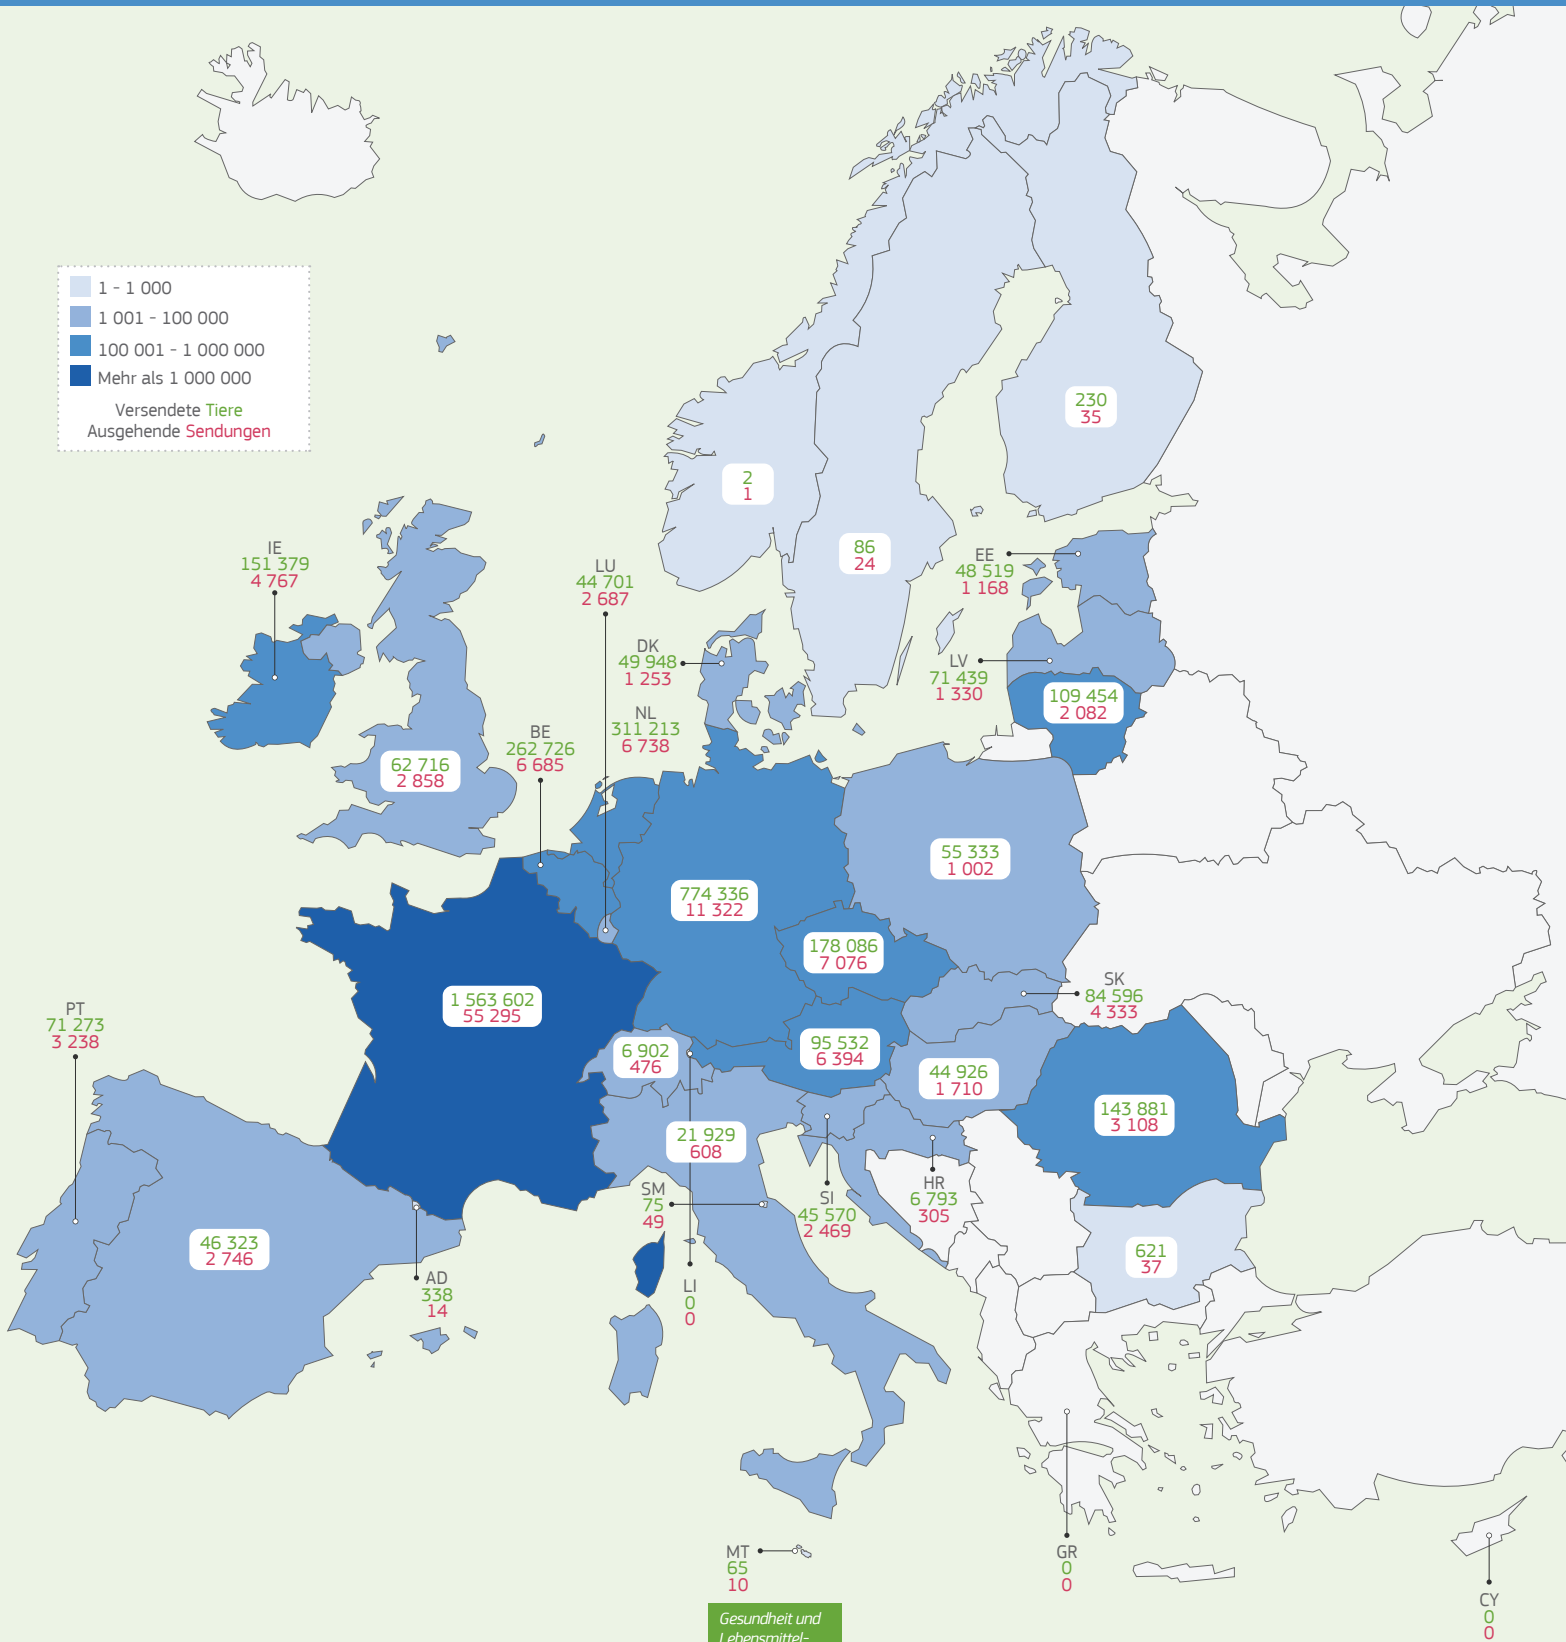 1 - 1 000
1 001 - 100 000
100 001 - 1 000 000
Mehr als 1 000 000
Versendete Tiere
Ausgehende Sendungen
230
35
2
1
86
24
IE
151 379
4 767
LU
44 701
2 687
EE
48 519
1 168
DK
49 948
1 253
LV
71 439
1 330
109 454
2 082
NL
311 213
6 738
BE
262 726
6 685
62 716
2 858
55 333
1 002
774 336
11 322
178 086
7 076
SK
84 596
4 333
1 563 602
55 295
PT
71 273
3 238
6 902
476
95 532
6 394
44 926
1 710
143 881
3 108
21 929
608
SM
75
49
SI
45 570
2 469
HR
6 793
305
46 323
2 746
621
37
AD
338
14
LI
0
0
MT
65
10
GR
0
0
CY
0
0
Gesundheit und
Lebensmittel-